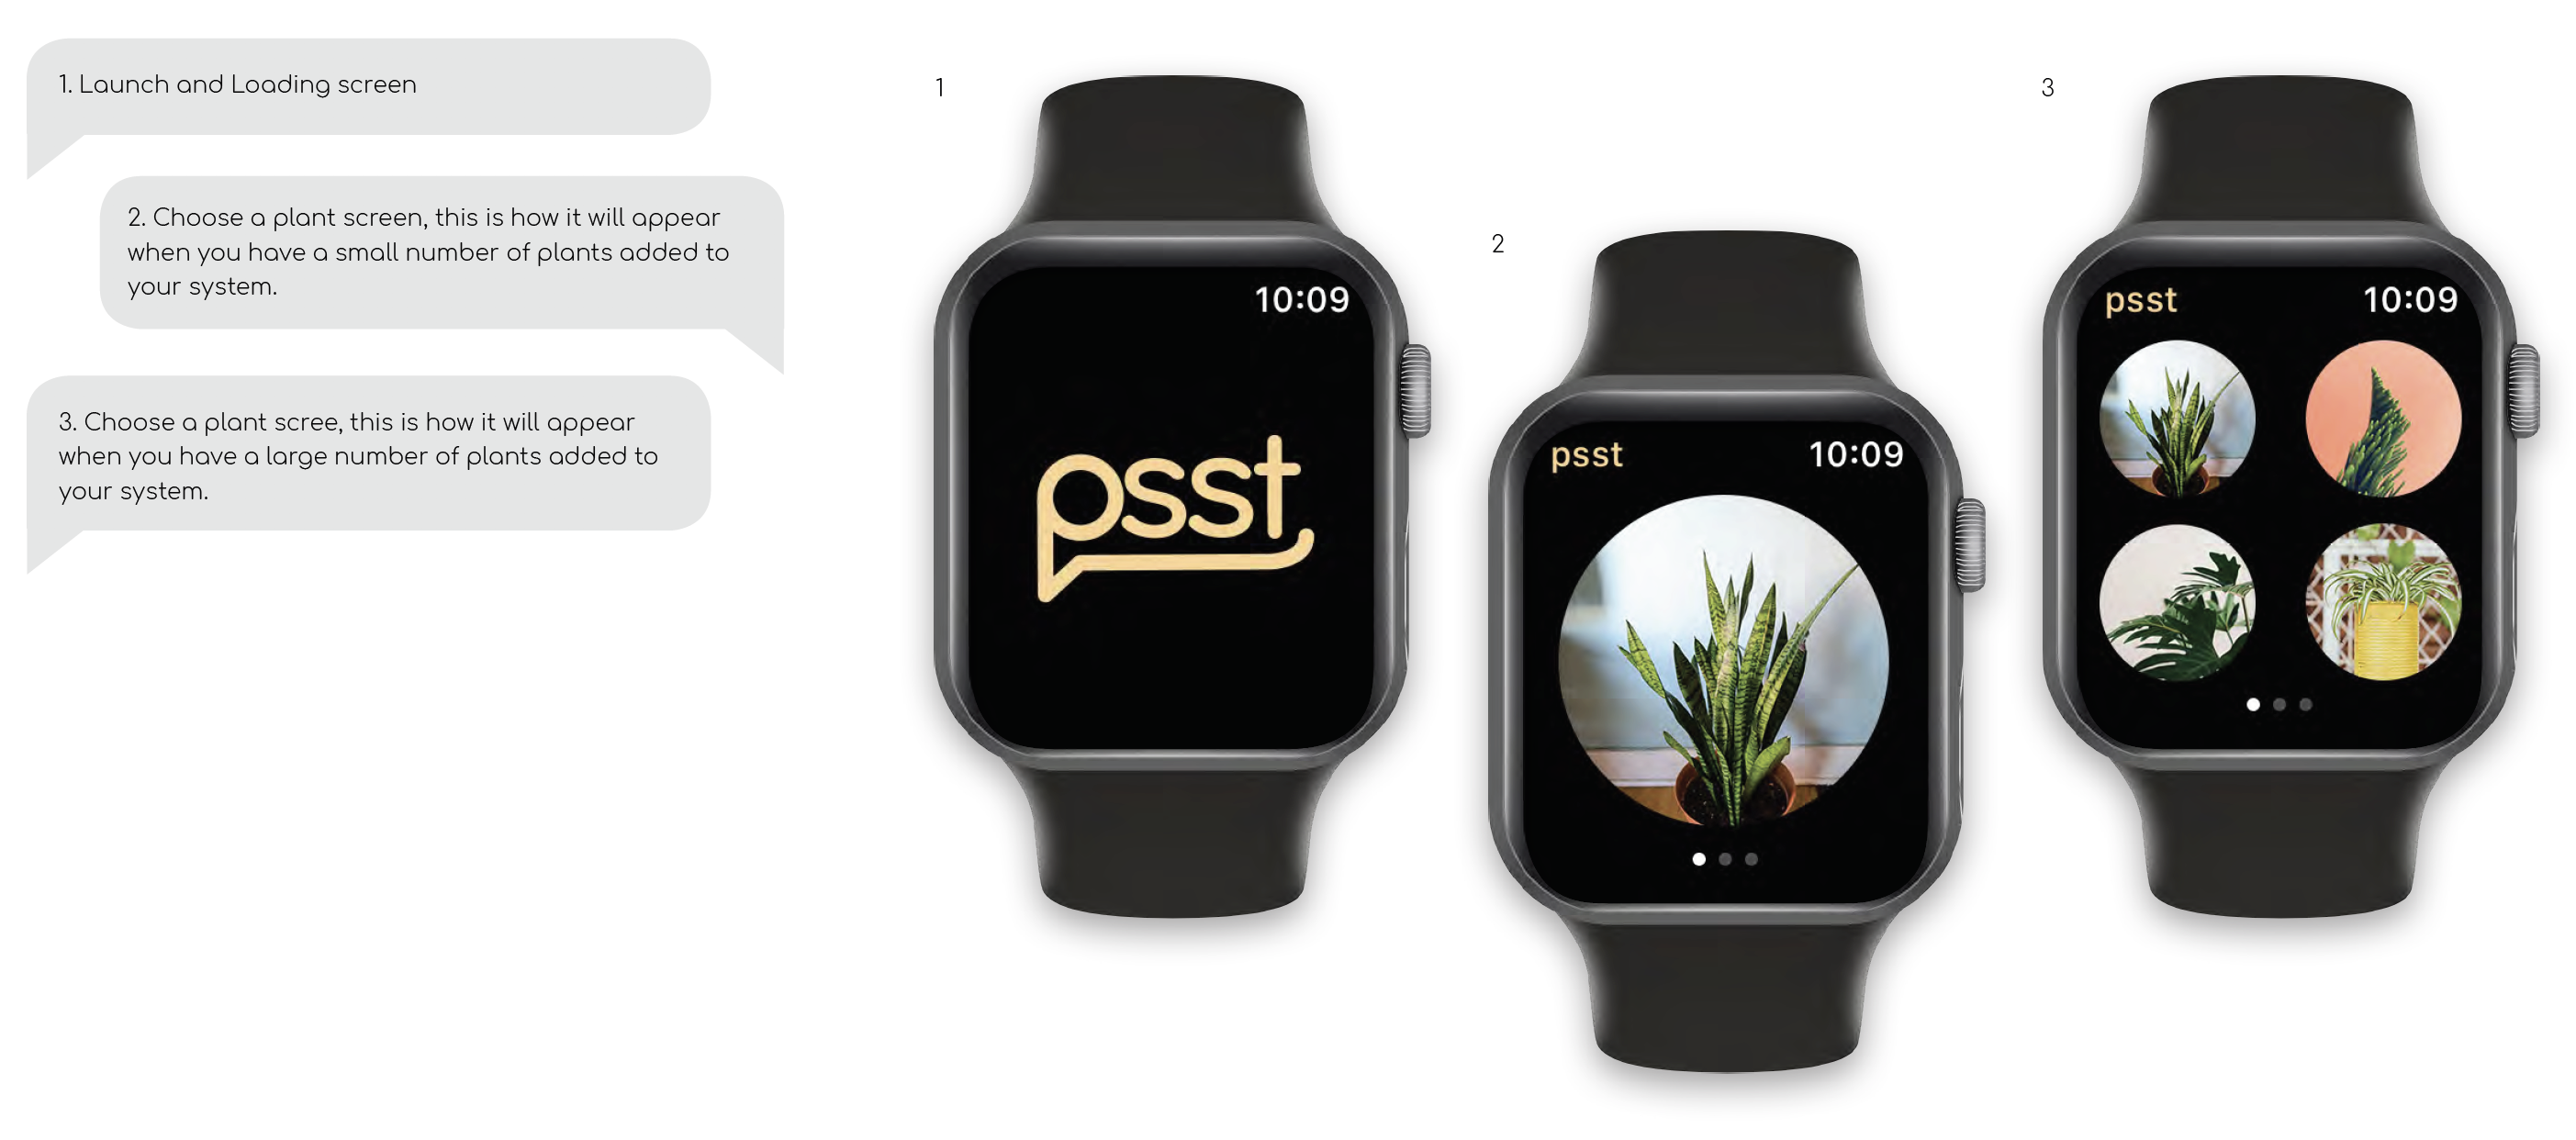 1. Launch and Loading screen
2. Choose a plant screen, this is how it will appear
when you have a small number of plants added to
your system.
3. Choose a plant scree, this is how it will appear
when you have a large number of plants added to
your system.
1
10:09
psst
2
psst 10:09
3
psst 10:09